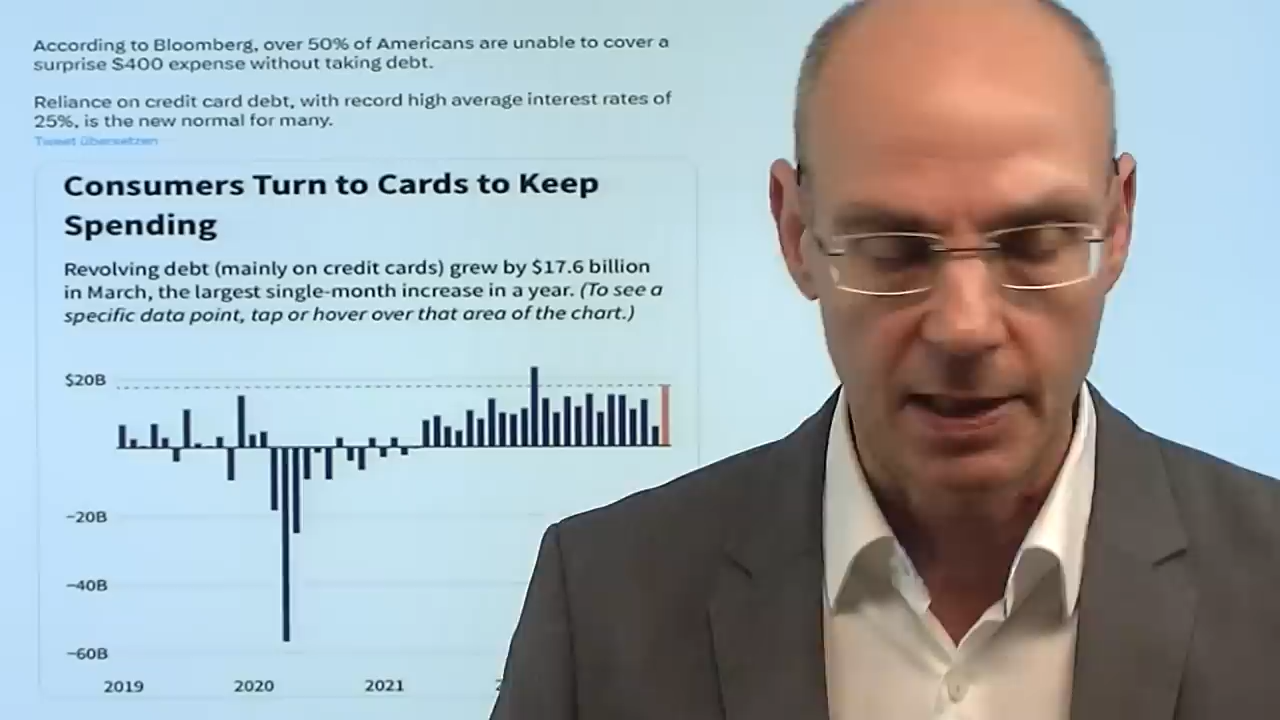 According to Bloomberg, over 50% of Americans are unable to cover a
surprise $400 expense without taking debt.
Reliance on credit card debt, with record high average interest rates of
25%, is the new normal for many.
Tweet übersetzen
Consumers Turn to Cards to Keep
Spending
Revolving debt (mainly on credit cards) grew by $17.6 billion
in March, the largest single-month increase in a year. (To see a
specific data point, tap or hover over that area of the chart.)
$20B
−20B
−40B
−60B
2019 2020 2021